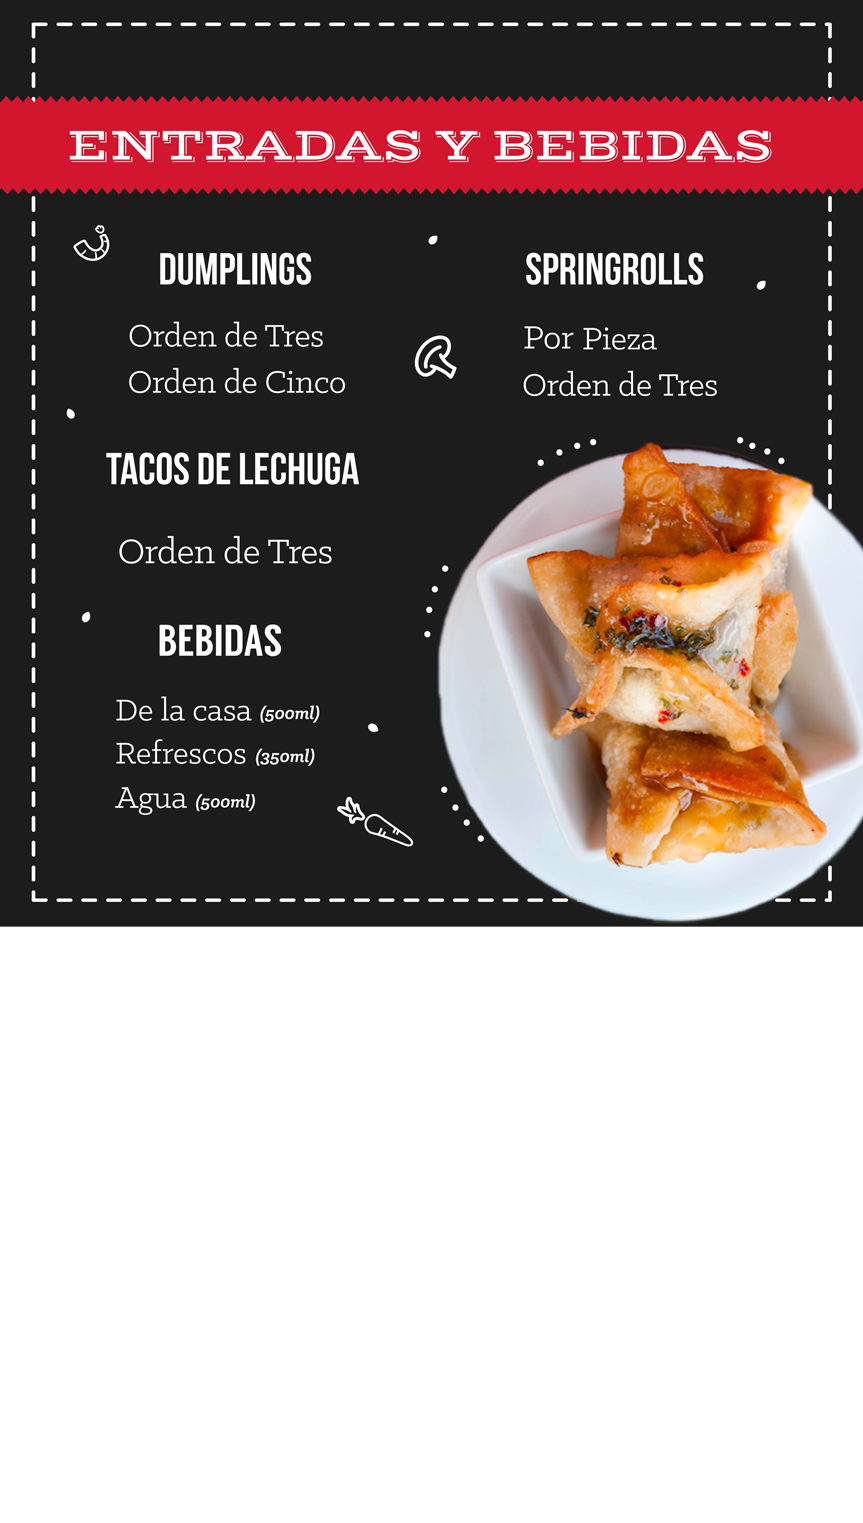 ENTRADAS Y BEBIDAS
DUMPLINGS
Orden de Tres
Orden de Cinco
SPRINGROLLS
Por Pieza
Orden de Tres
TACOS DE LECHUGA
Orden de Tres
BEBIDAS
De la casa (500ml)
Refrescos (350ml)
Agua (500ml)